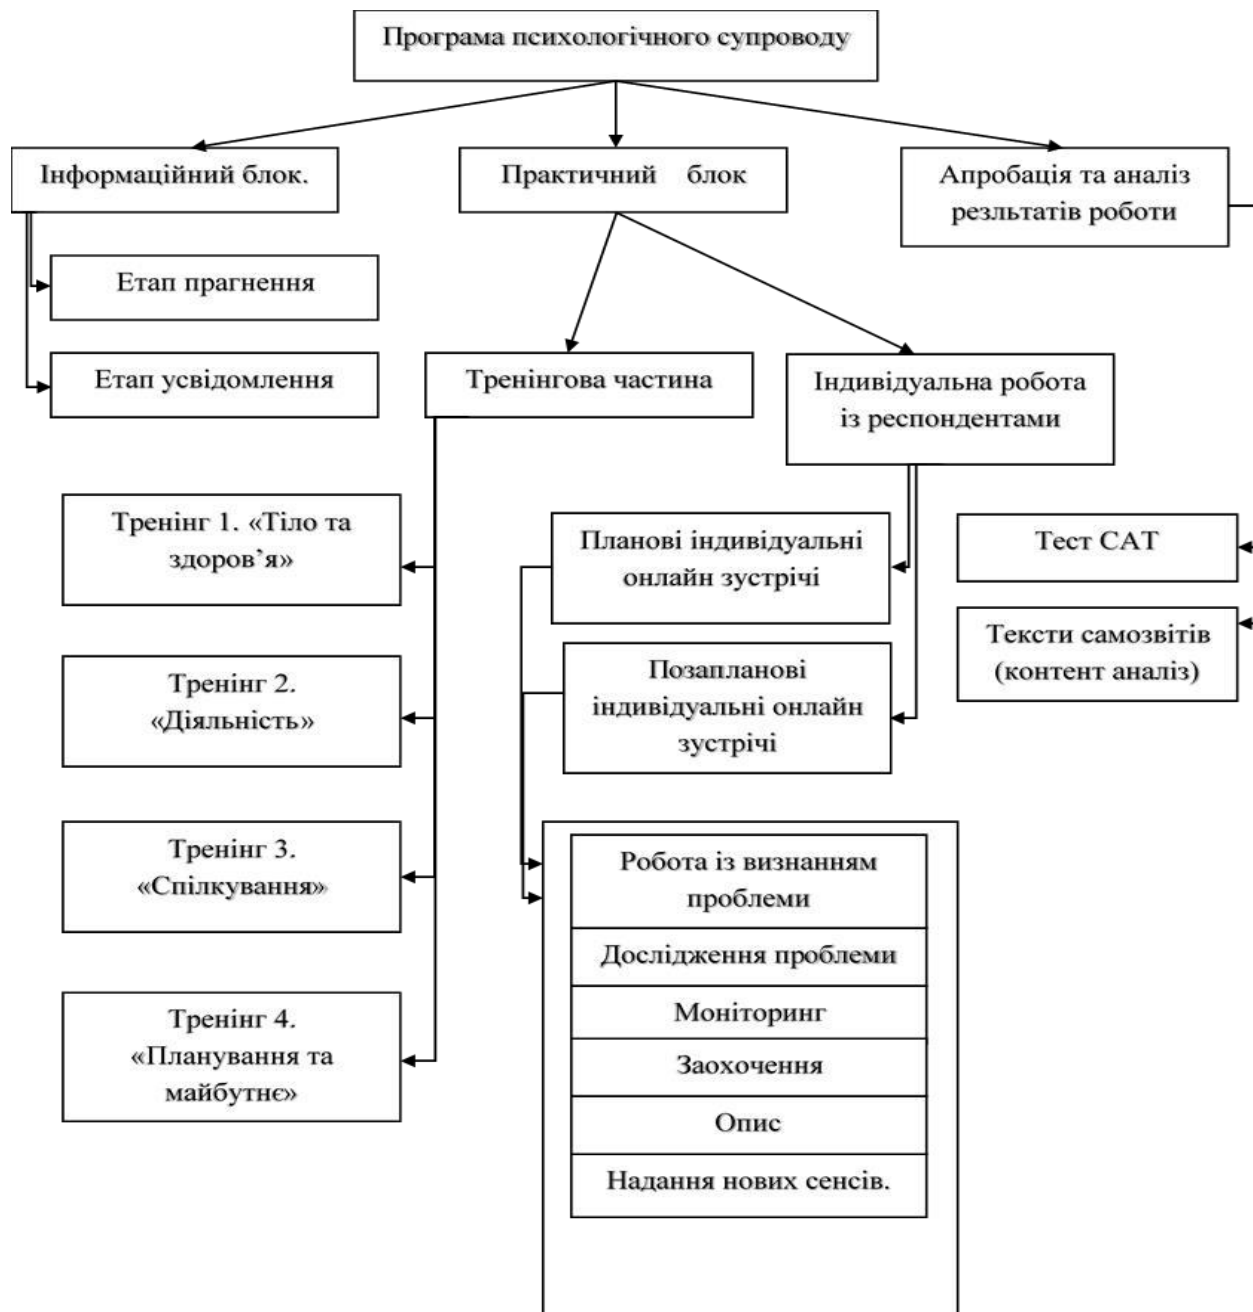 Програма психологічного супроводу
Інформаційний блок.
Практичний блок
Апробація та аналіз
резльтатів роботи
Етап прагнення
Етап усвідомлення
Тренінгова частина
Індивідуальна робота
із респондентами
Тренінг 1. «Тіло та
здоров’я»
Тренінг 2.
«Діяльність»
Тренінг 3.
«Спілкування»
Тренінг 4.
«Планування та
майбутнє»
Планові індивідуальні
онлайн зустрічі
Позапланові
індивідуальні онлайн
зустрічі
Тест САТ
Тексти самозвітів
(контент аналіз)
Робота із визнанням
проблеми
Дослідження проблеми
Моніторинг
Заохочення
Опис
Надання нових сенсів.